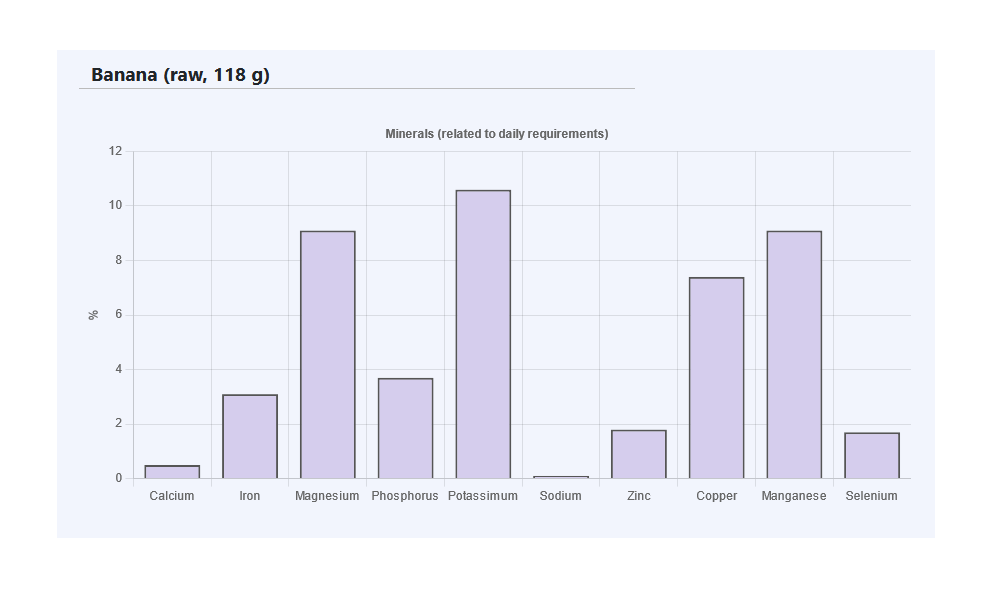 Banana (raw, 118 g)
Minerals (related to daily requirements)
12
10
8
6
4
2
0
%
Calcium Iron Magnesium Phosphorus Potassimum Sodium Zinc Copper Manganese Selenium